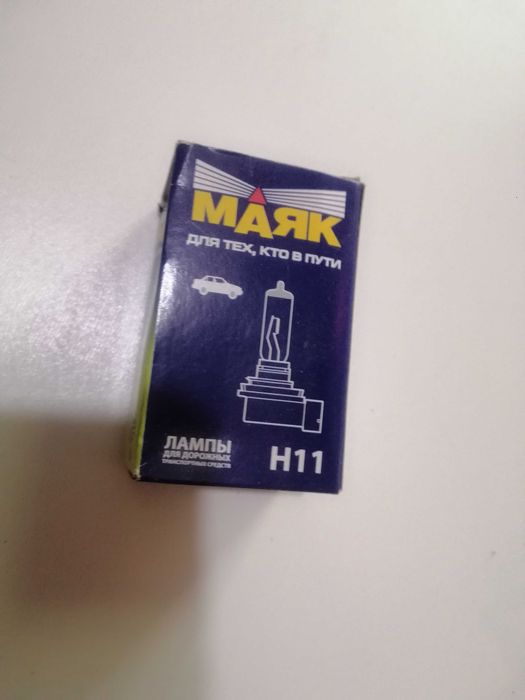 МАЯК
ДЛЯ ТЕХ, КТО В ПУТИ
ЛАМПЫ
ДЛЯ ДОРОЖНЫХ
ТРАНСПОРТНЫХ СРЕДСТВ
H11